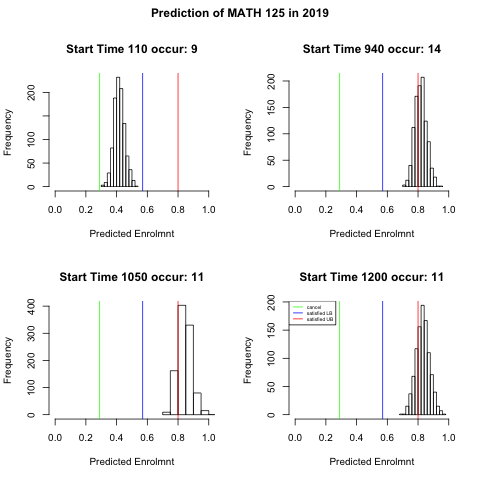 Prediction of MATH 125 in 2019
Start Time 110 occur: 9
Frequency
0 50 100 200
0.0 0.2 0.4 0.6 0.8 1.0
Predicted Enrolmnt
Start Time 940 occur: 14
Frequency
0 50 100 150 200
0.0 0.2 0.4 0.6 0.8 1.0
Predicted Enrolmnt
Start Time 1050 occur: 11
Frequency
0 100 200 300 400
0.0 0.2 0.4 0.6 0.8 1.0
Predicted Enrolmnt
Start Time 1200 occur: 11
cancel
satisfied LB
satisfied UB
Frequency
0 50 100 150 200
0.0 0.2 0.4 0.6 0.8 1.0
Predicted Enrolmnt